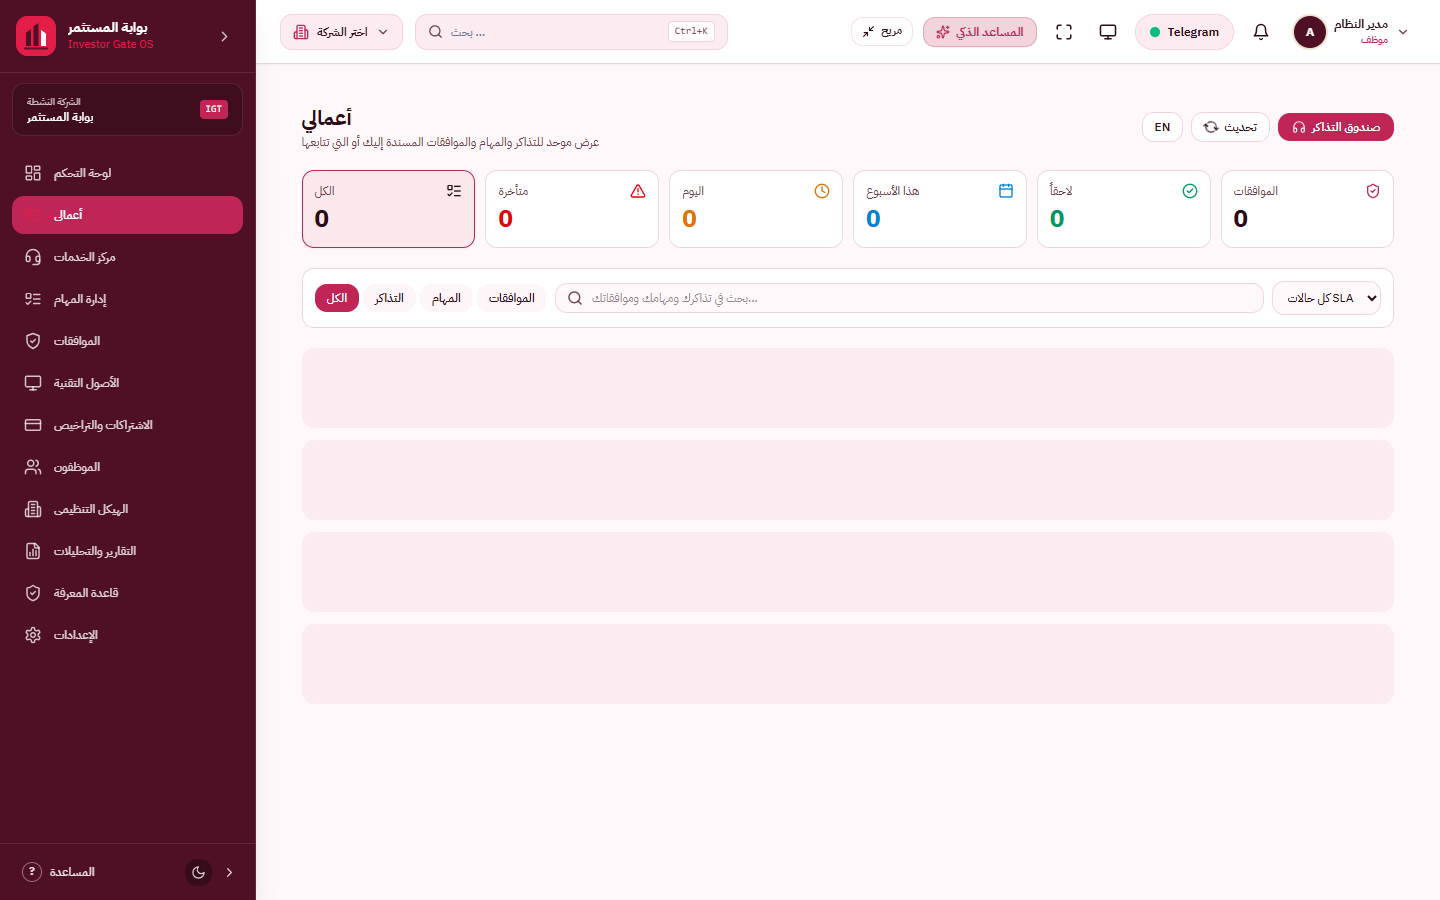 بوابة المستثمر
Investor Gate OS
الشركة النشطة
بوابة المستثمر
IGT
لوحة التحكم
أعمالي
مركز الخدمات
إدارة المهام
الموافقات
الأصول التقنية
الاشتراكات والتراخيص
الموظفون
الهيكل التنظيمي
التقارير والتحليلات
قاعدة المعرفة
الإعدادات
? المساعدة
اختر الشركة
بحث ...
Ctrl+K
مريح
المساعد الذكي
Telegram
A
مدير النظام
موظف
أعمالي
عرض موحد للتذاكر والمهام والموافقات المسندة إليك أو التي تتابعها
EN
تحديث
صندوق التذاكر
الكل
0
متأخرة
0
اليوم
0
هذا الأسبوع
0
لاحقاً
0
الموافقات
0
الكل
التذاكر
المهام
الموافقات
بحث في تذاكرك ومهامك وموافقاتك...
كل حالات SLA